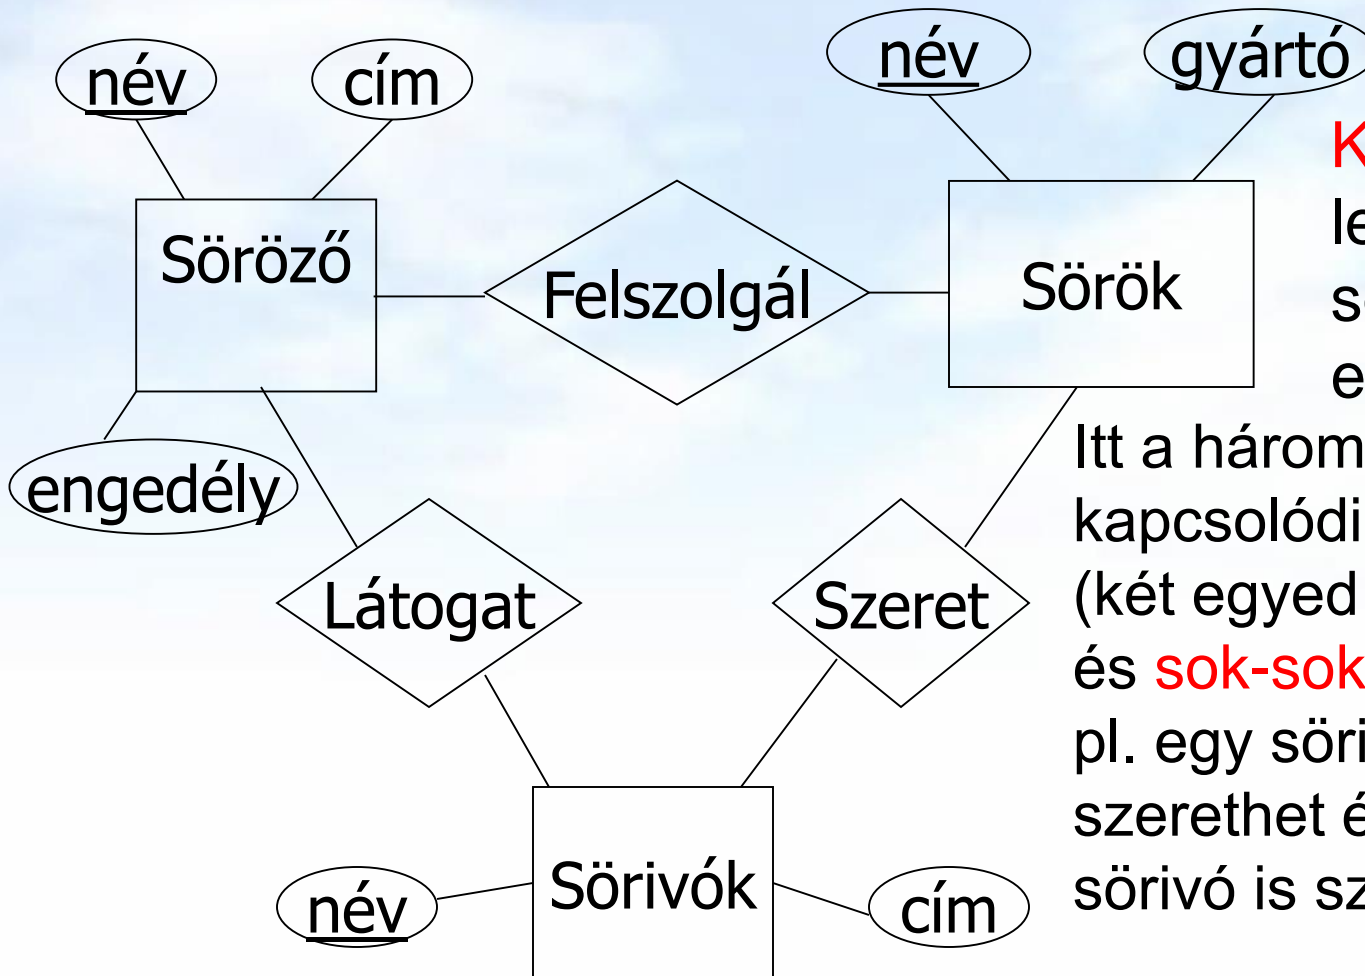 név
cím
név
gyártó
Söröző
Felszolgál
Sörök
engedély
Látogat
Szeret
Sörivók
név
cím
K
le
s
e
Itt a három
kapcsolódi
(két egyed
és sok-sok
pl. egy söri
szerethet é
sörivó is sz